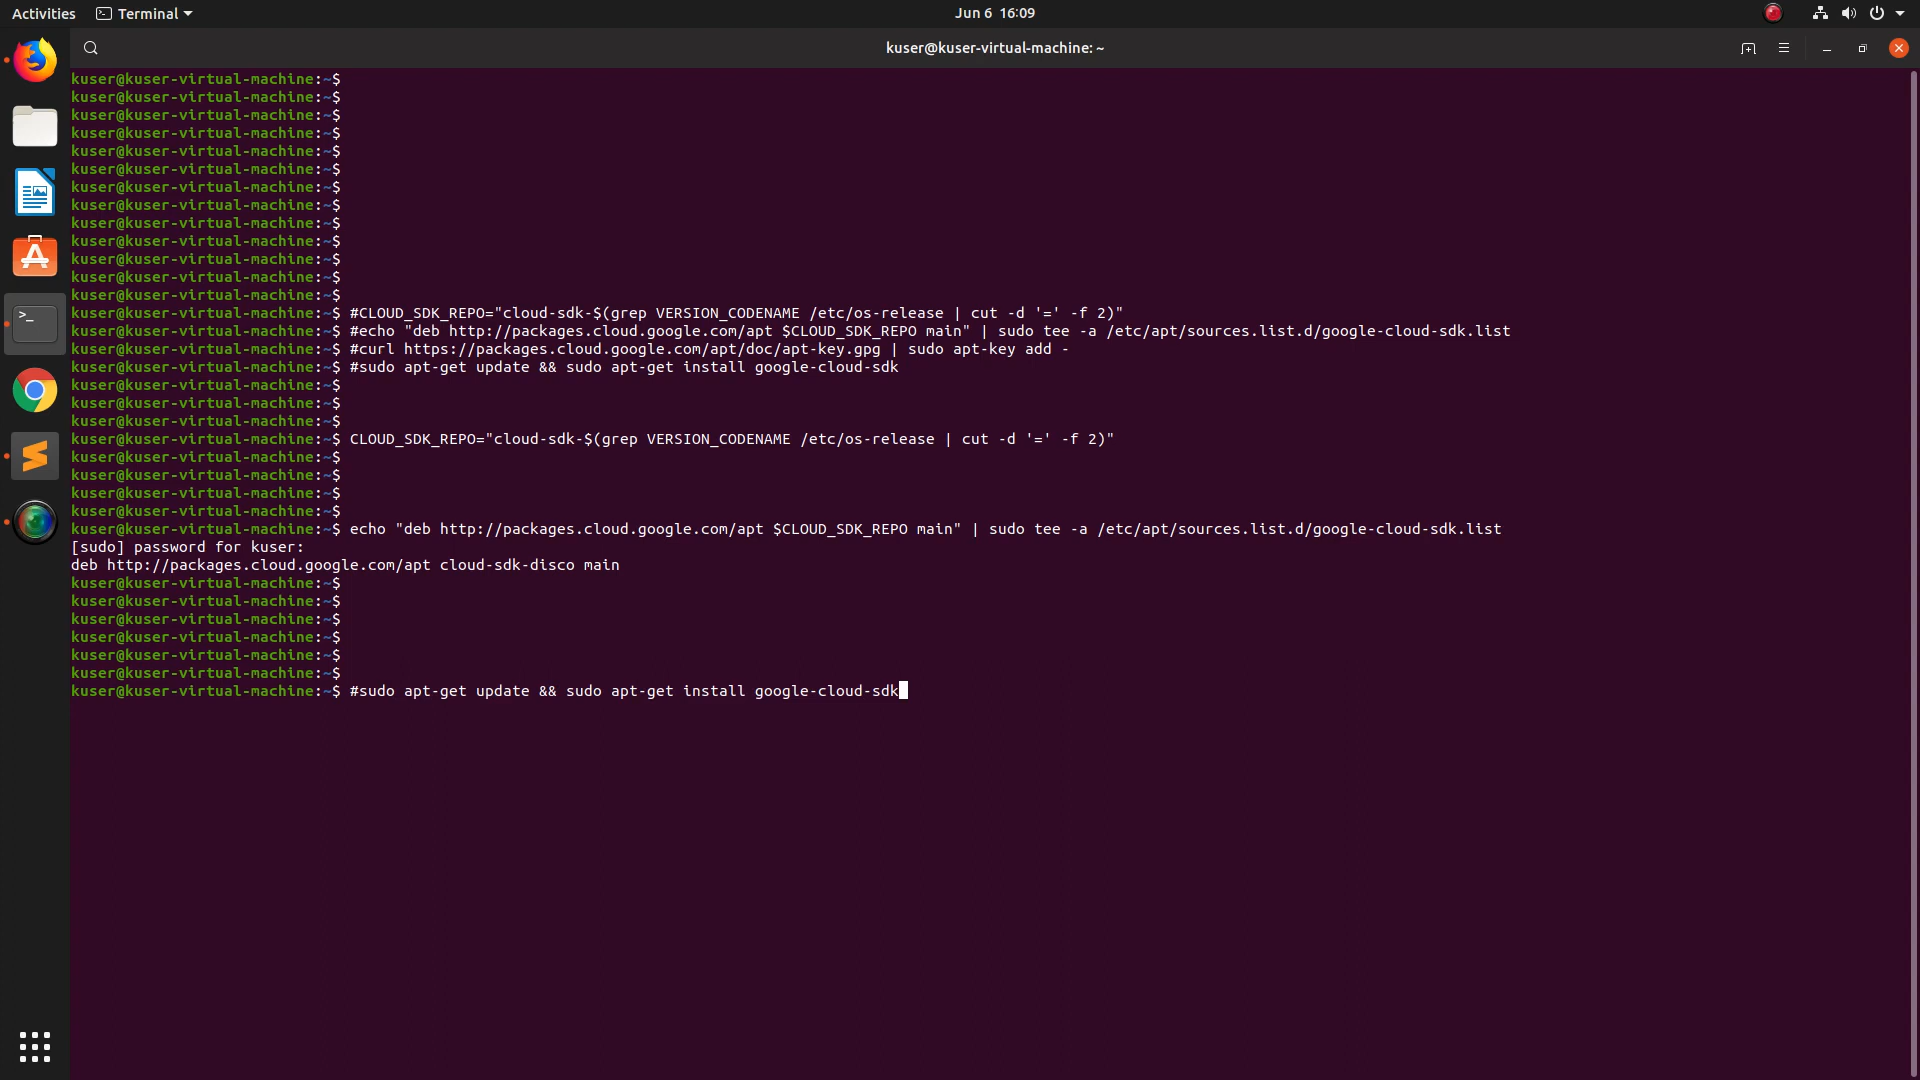 Activities Terminal Jun 6 16:09
kuser@kuser-virtual-machine: ~
kuser@kuser-virtual-machine:~$
kuser@kuser-virtual-machine:~$
kuser@kuser-virtual-machine:~$
kuser@kuser-virtual-machine:~$
kuser@kuser-virtual-machine:~$
kuser@kuser-virtual-machine:~$
kuser@kuser-virtual-machine:~$
kuser@kuser-virtual-machine:~$
kuser@kuser-virtual-machine:~$
kuser@kuser-virtual-machine:~$
kuser@kuser-virtual-machine:~$
kuser@kuser-virtual-machine:~$
kuser@kuser-virtual-machine:~$
kuser@kuser-virtual-machine:~$ #CLOUD_SDK_REPO="cloud-sdk-$(grep VERSION_CODENAME /etc/os-release | cut -d '=' -f 2)"
kuser@kuser-virtual-machine:~$ #echo "deb http://packages.cloud.google.com/apt $CLOUD_SDK_REPO main" | sudo tee -a /etc/apt/sources.list.d/google-cloud-sdk.list
kuser@kuser-virtual-machine:~$ #curl https://packages.cloud.google.com/apt/doc/apt-key.gpg | sudo apt-key add -
kuser@kuser-virtual-machine:~$ #sudo apt-get update && sudo apt-get install google-cloud-sdk
kuser@kuser-virtual-machine:~$
kuser@kuser-virtual-machine:~$
kuser@kuser-virtual-machine:~$
kuser@kuser-virtual-machine:~$ CLOUD_SDK_REPO="cloud-sdk-$(grep VERSION_CODENAME /etc/os-release | cut -d '=' -f 2)"
kuser@kuser-virtual-machine:~$
kuser@kuser-virtual-machine:~$
kuser@kuser-virtual-machine:~$
kuser@kuser-virtual-machine:~$
kuser@kuser-virtual-machine:~$ echo "deb http://packages.cloud.google.com/apt $CLOUD_SDK_REPO main" | sudo tee -a /etc/apt/sources.list.d/google-cloud-sdk.list
[sudo] password for kuser:
deb http://packages.cloud.google.com/apt cloud-sdk-disco main
kuser@kuser-virtual-machine:~$
kuser@kuser-virtual-machine:~$
kuser@kuser-virtual-machine:~$
kuser@kuser-virtual-machine:~$
kuser@kuser-virtual-machine:~$
kuser@kuser-virtual-machine:~$
kuser@kuser-virtual-machine:~$ #sudo apt-get update && sudo apt-get install google-cloud-sdk